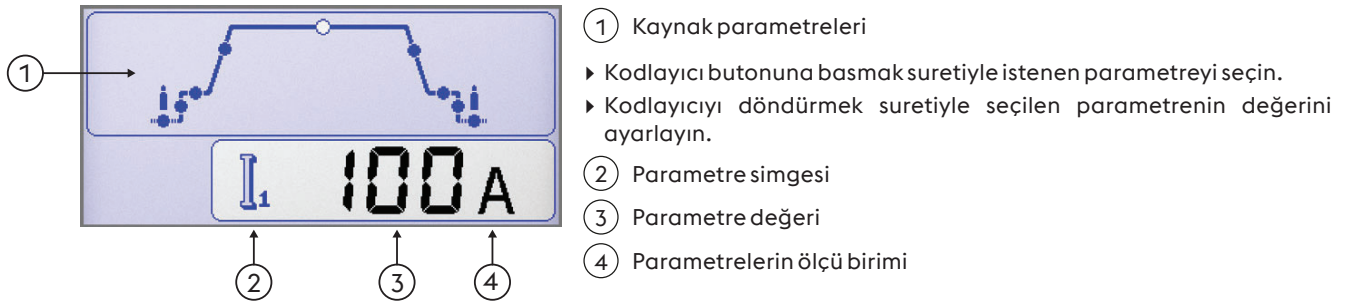 1 Kaynak parametreleri
1
▸ Kodlayıcı butonuna basmak suretiyle istenen parametreyi seçin.
▸ Kodlayıcıyı döndürmek suretiyle seçilen parametrenin değerini
ayarlayın.
I1 100 A
2 Parametre simgesi
3 Parametre değeri
4 Parametrelerin ölçü birimi
2 3 4